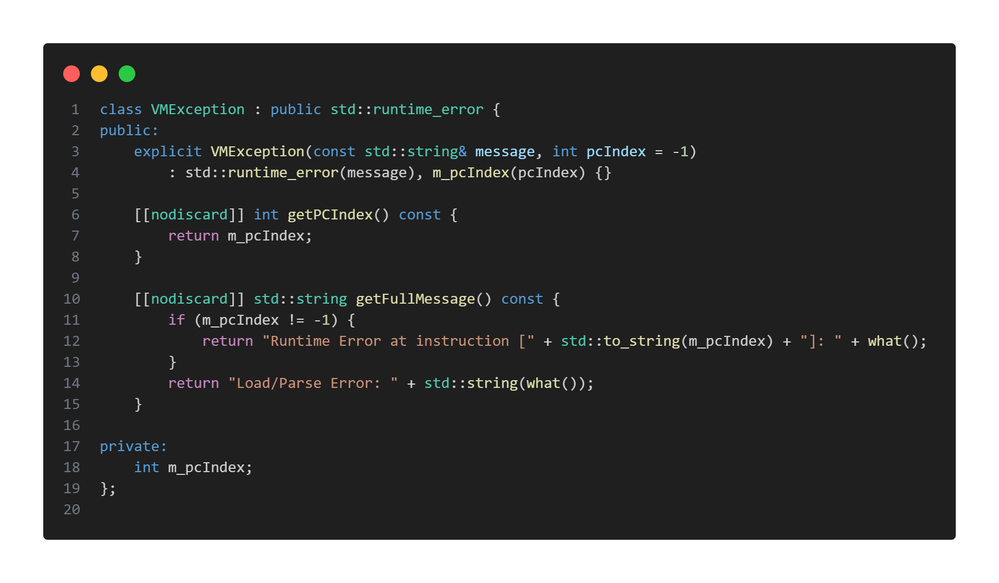 1 class VMException : public std::runtime_error {
2 public:
3     explicit VMException(const std::string& message, int pcIndex = -1)
4         : std::runtime_error(message), m_pcIndex(pcIndex) {}
5
6     [[nodiscard]] int getPCIndex() const {
7         return m_pcIndex;
8     }
9
10     [[nodiscard]] std::string getFullMessage() const {
11         if (m_pcIndex != -1) {
12             return "Runtime Error at instruction [" + std::to_string(m_pcIndex) + "]: " + what();
13         }
14         return "Load/Parse Error: " + std::string(what());
15     }
16
17 private:
18     int m_pcIndex;
19 };
20